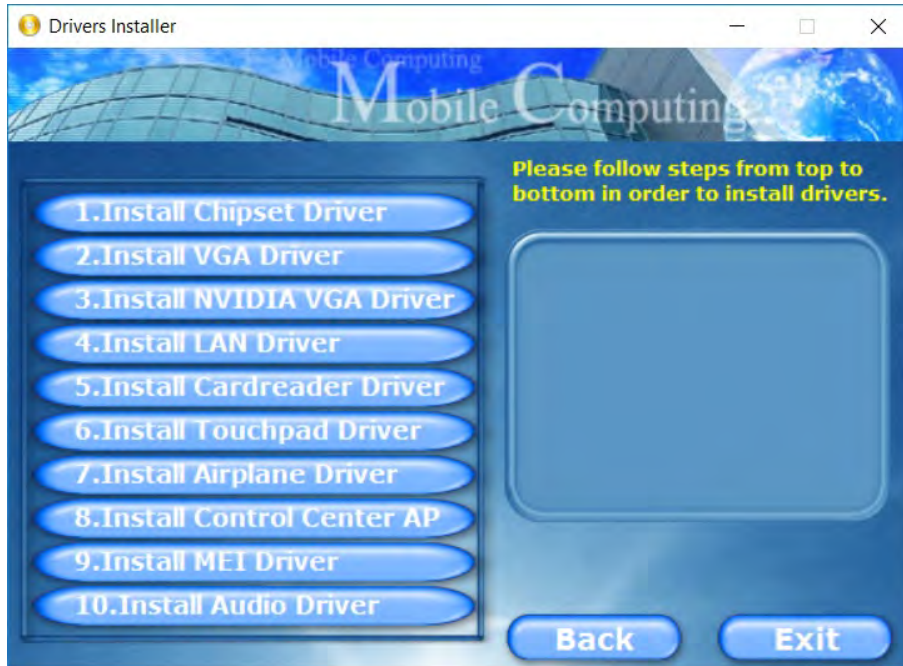 Drivers Installer
Mobile Computing
Mobile Computing
Please follow steps from top to
bottom in order to install drivers.
1.Install Chipset Driver
2.Install VGA Driver
3.Install NVIDIA VGA Driver
4.Install LAN Driver
5.Install Cardreader Driver
6.Install Touchpad Driver
7.Install Airplane Driver
8.Install Control Center AP
9.Install MEI Driver
10.Install Audio Driver
Back
Exit